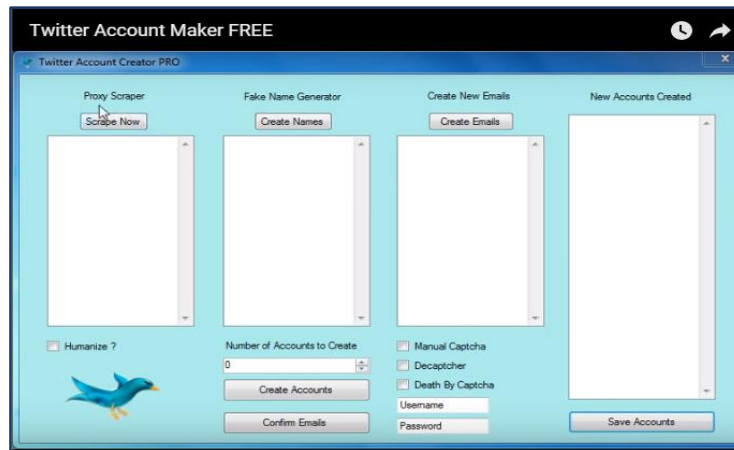 Twitter Account Maker FREE
Twitter Account Creator PRO
x
Proxy Scraper
Fake Name Generator
Create New Emails
New Accounts Created
Scrape Now
Create Names
Create Emails
Humanize ?
Number of Accounts to Create
Manual Captcha
0
Decaptcher
Create Accounts
Death By Captcha
Username
Confirm Emails
Password
Save Accounts